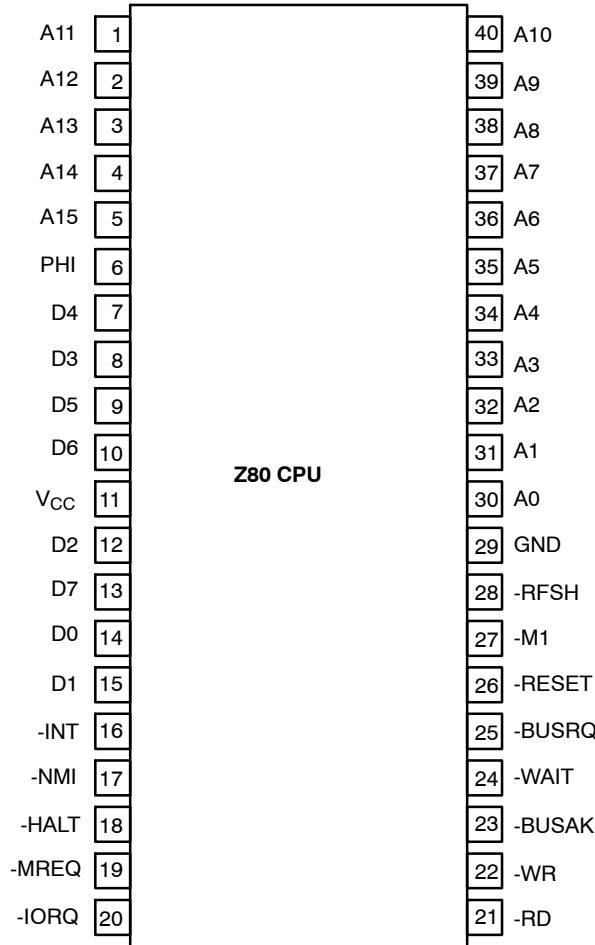 A11 1 40 A10
A12 2 39 A9
A13 3 38 A8
A14 4 37 A7
A15 5 36 A6
PHI 6 35 A5
D4 7 34 A4
D3 8 33 A3
D5 9 32 A2
D6 10 31 A1
Z80 CPU
VCC 11 30 A0
D2 12 29 GND
D7 13 28 -RFSH
D0 14 27 -M1
D1 15 26 -RESET
-INT 16 25 -BUSRQ
-NMI 17 24 -WAIT
-HALT 18 23 -BUSAK
-MREQ 19 22 -WR
-IORQ 20 21 -RD